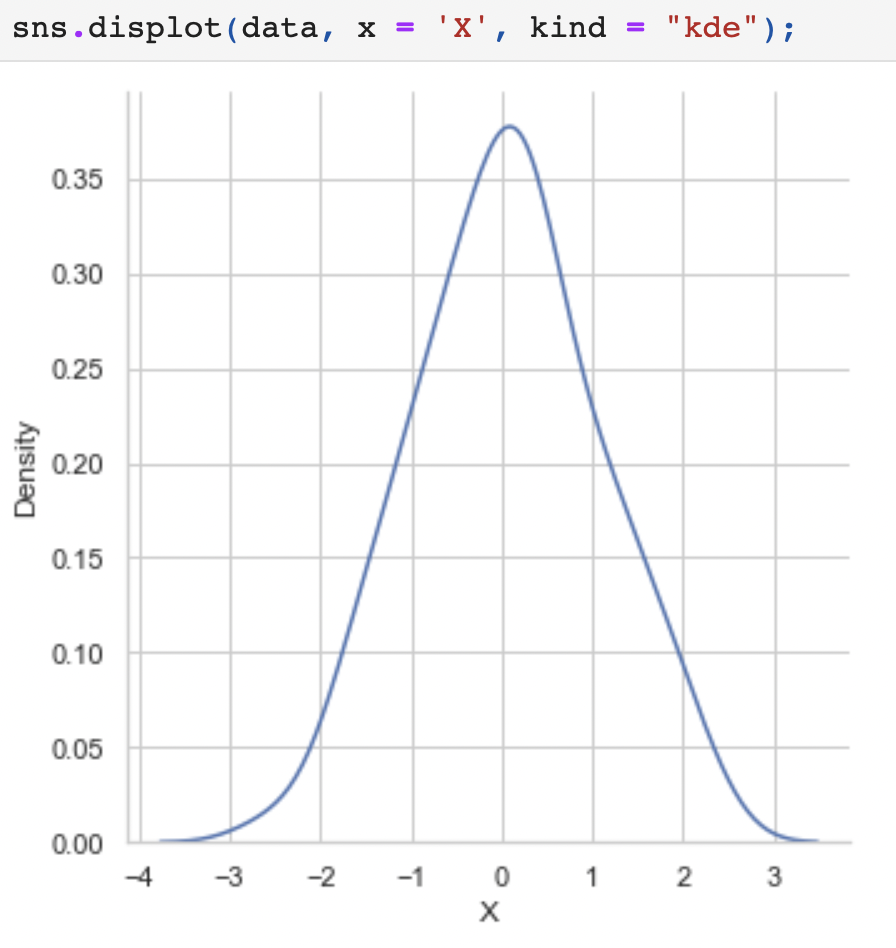 sns.displot(data, x = 'X', kind = "kde");
0.35
0.30
0.25
0.20
0.15
0.10
0.05
0.00
Density
−4 −3 −2 −1 0 1 2 3
X